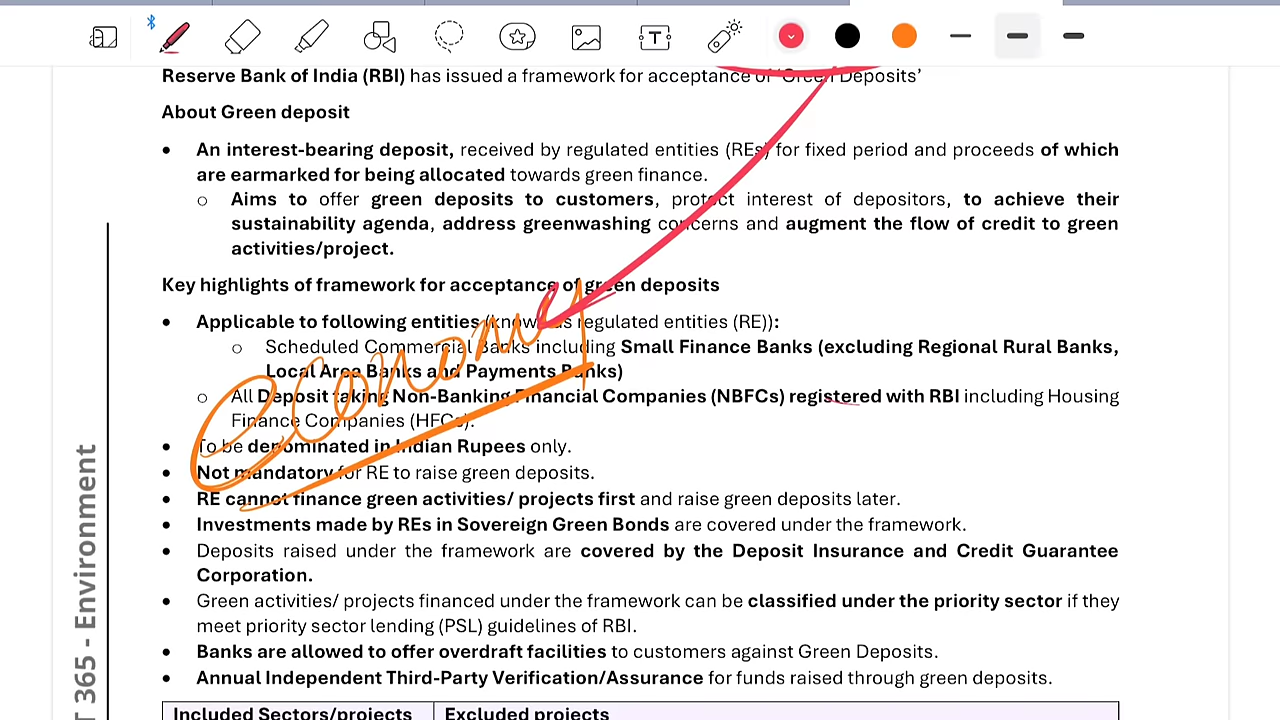 Reserve Bank of India (RBI) has issued a framework for acceptance of ‘Green Deposits’
About Green deposit
• An interest-bearing deposit, received by regulated entities (REs) for fixed period and proceeds of which
are earmarked for being allocated towards green finance.
o Aims to offer green deposits to customers, protect interest of depositors, to achieve their
sustainability agenda, address greenwashing concerns and augment the flow of credit to green
activities/project.
Key highlights of framework for acceptance of green deposits
• Applicable to following entities (known as regulated entities (RE)):
o Scheduled Commercial Banks including Small Finance Banks (excluding Regional Rural Banks,
Local Area Banks and Payments Banks)
o All Deposit taking Non-Banking Financial Companies (NBFCs) registered with RBI including Housing
Finance Companies (HFCs).
• To be denominated in Indian Rupees only.
• Not mandatory for RE to raise green deposits.
• RE cannot finance green activities/ projects first and raise green deposits later.
• Investments made by REs in Sovereign Green Bonds are covered under the framework.
• Deposits raised under the framework are covered by the Deposit Insurance and Credit Guarantee
Corporation.
• Green activities/ projects financed under the framework can be classified under the priority sector if they
meet priority sector lending (PSL) guidelines of RBI.
• Banks are allowed to offer overdraft facilities to customers against Green Deposits.
• Annual Independent Third-Party Verification/Assurance for funds raised through green deposits.
Included Sectors/projects Excluded projects
economy
T 365 - Environment